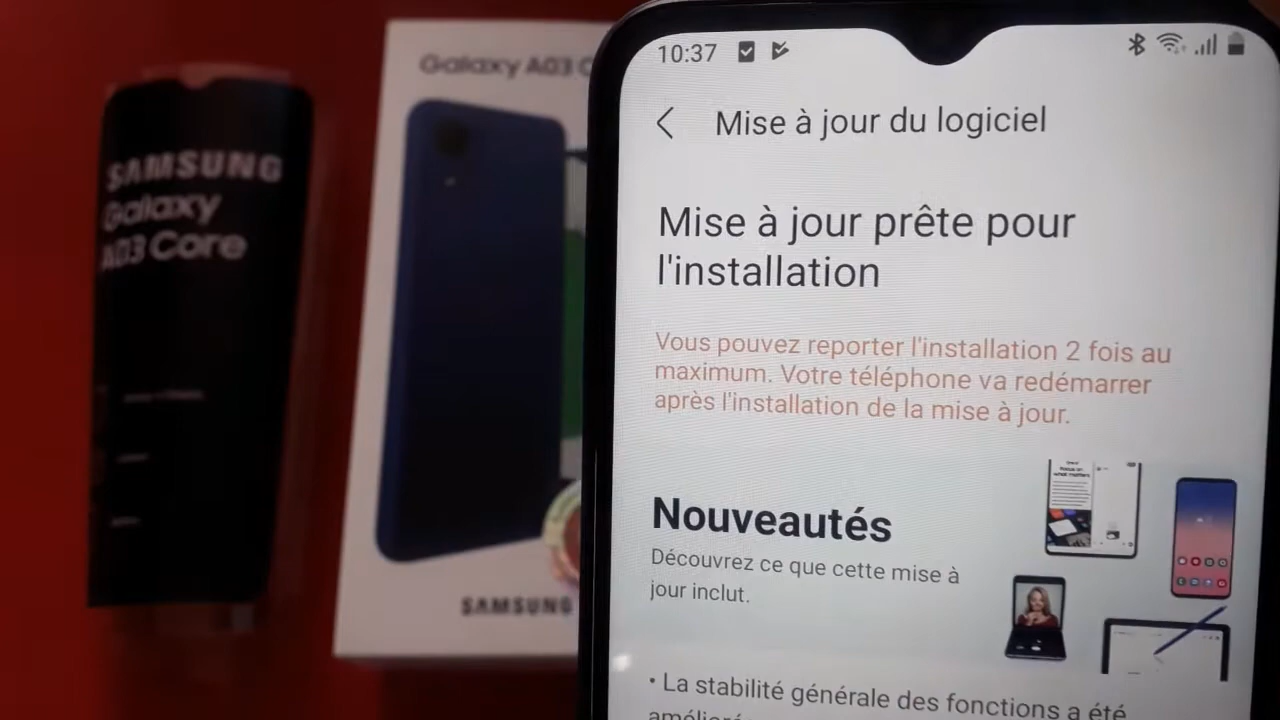 SAMSUNG
Galaxy
A03 Core
Galaxy A03 C
SAMSUNG
10:37
Mise à jour du logiciel
Mise à jour prête pour
l'installation
Vous pouvez reporter l'installation 2 fois au
maximum. Votre téléphone va redémarrer
après l'installation de la mise à jour.
Nouveautés
Découvrez ce que cette mise à
jour inclut.
• La stabilité générale des fonctions a été